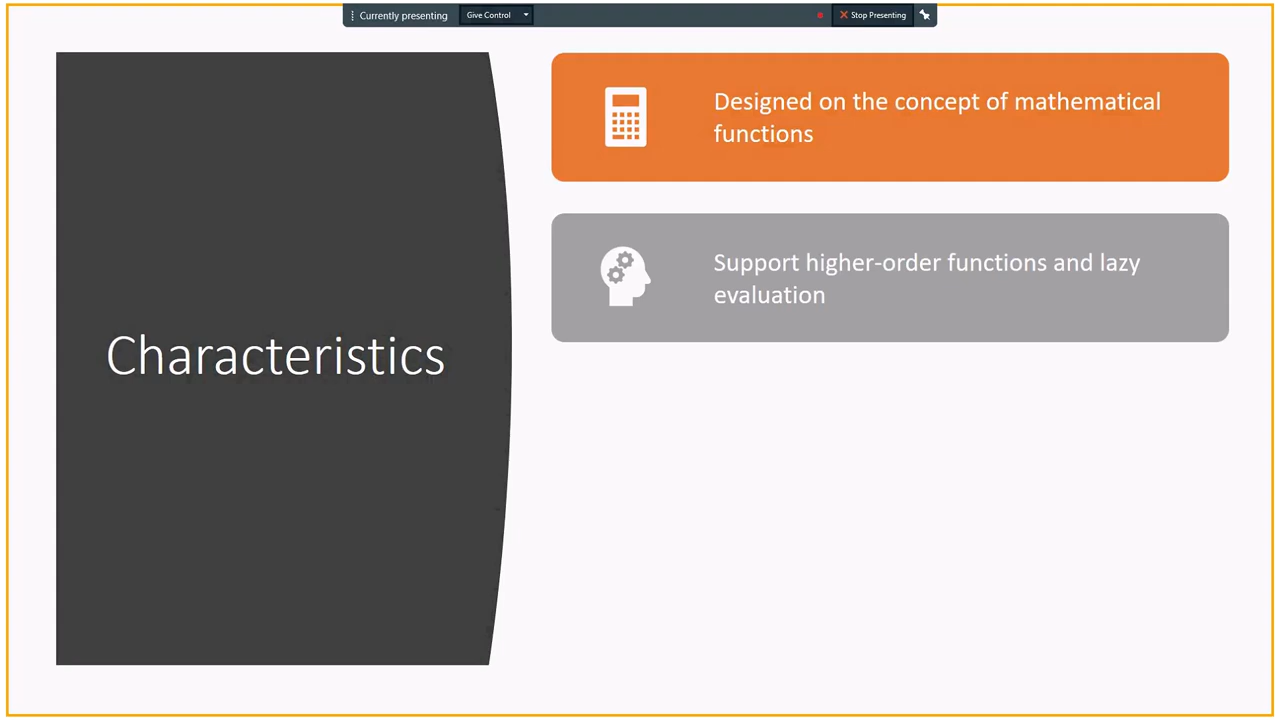 Currently presenting
Give Control
Stop Presenting
Characteristics
Designed on the concept of mathematical
functions
Support higher-order functions and lazy
evaluation